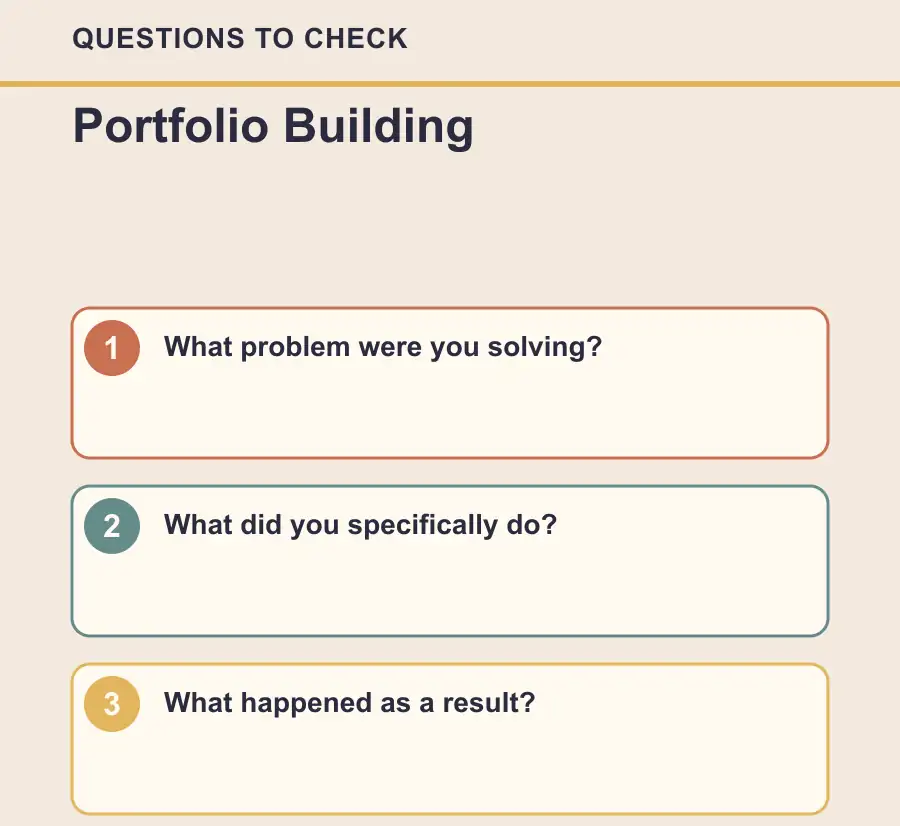 QUESTIONS TO CHECK
Portfolio Building
1 What problem were you solving?
2 What did you specifically do?
3 What happened as a result?